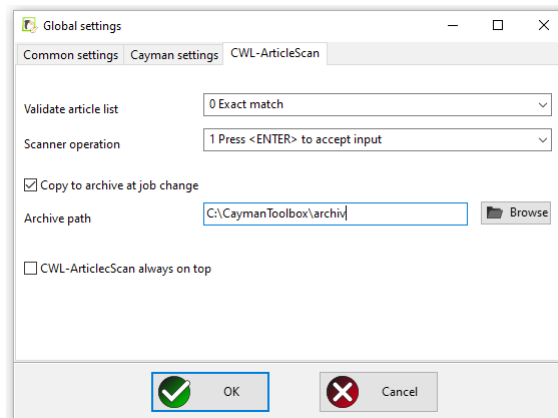 Global settings
Common settings Cayman settings CWL-ArticleScan
Validate article list 0 Exact match
Scanner operation 1 Press <ENTER> to accept input
Copy to archive at job change
Archive path C:\CaymanToolbox\archiv Browse
CWL-ArticlecScan always on top
OK Cancel